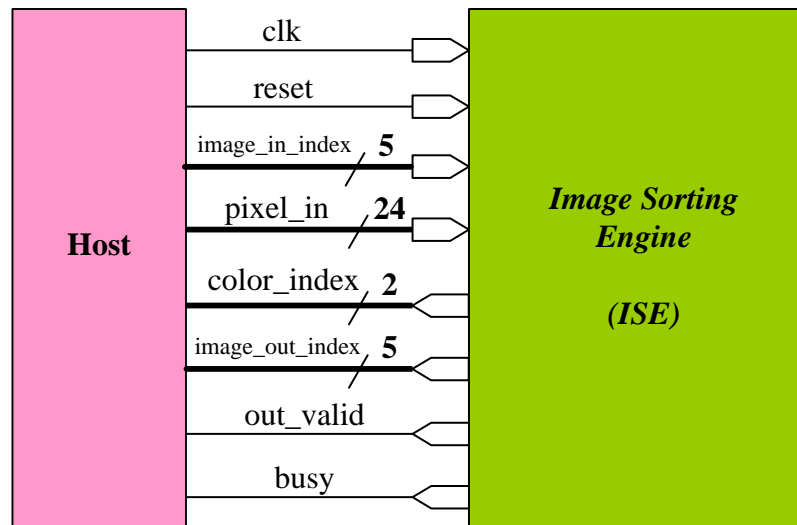 clk
reset
image_in_index 5
pixel_in 24
color_index 2
image_out_index 5
out_valid
busy
Host
Image Sorting
Engine
(ISE)